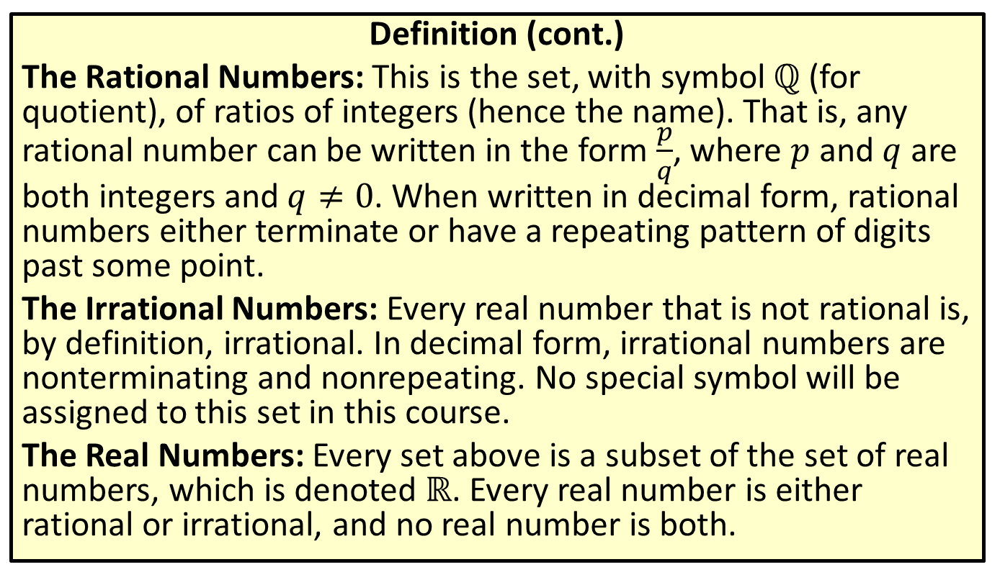 Definition (cont.)
The Rational Numbers: This is the set, with symbol ℚ (for
quotient), of ratios of integers (hence the name). That is, any
rational number can be written in the form p/q, where p and q are
both integers and q ≠ 0. When written in decimal form, rational
numbers either terminate or have a repeating pattern of digits
past some point.
The Irrational Numbers: Every real number that is not rational is,
by definition, irrational. In decimal form, irrational numbers are
nonterminating and nonrepeating. No special symbol will be
assigned to this set in this course.
The Real Numbers: Every set above is a subset of the set of real
numbers, which is denoted ℝ. Every real number is either
rational or irrational, and no real number is both.